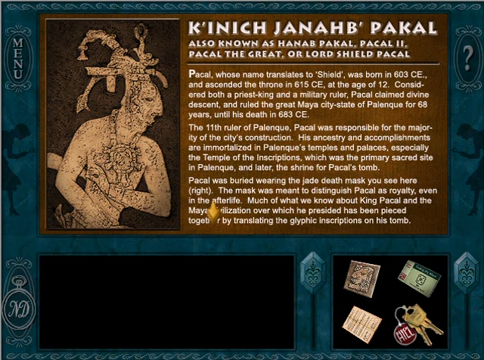 K'INICH JANAHB' PAKAL
ALSO KNOWN AS HANAB PAKAL, PACAL II,
PACAL THE GREAT, OR LORD SHIELD PACAL
Pacal, whose name translates to 'Shield', was born in 603 CE.,
and ascended the throne in 615 CE, at the age of 12. Consid-
ered both a priest-king and a military ruler, Pacal claimed divine
descent, and ruled the great Maya city-state of Palenque for 68
years, until his death in 683 CE.
The 11th ruler of Palenque, Pacal was responsible for the major-
ity of the city's construction. His ancestry and accomplishments
are immortalized in Palenque's temples and palaces, especially
the Temple of the Inscriptions, which was the primary sacred site
in Palenque, and later, the shrine for Pacal's tomb.
Pacal was buried wearing the jade death mask you see here
(right). The mask was meant to distinguish Pacal as royalty, even
in the afterlife. Much of what we know about King Pacal and the
Maya civilization over which he presided has been pieced
together by translating the glyphic inscriptions on his tomb.
MENU
?
ND